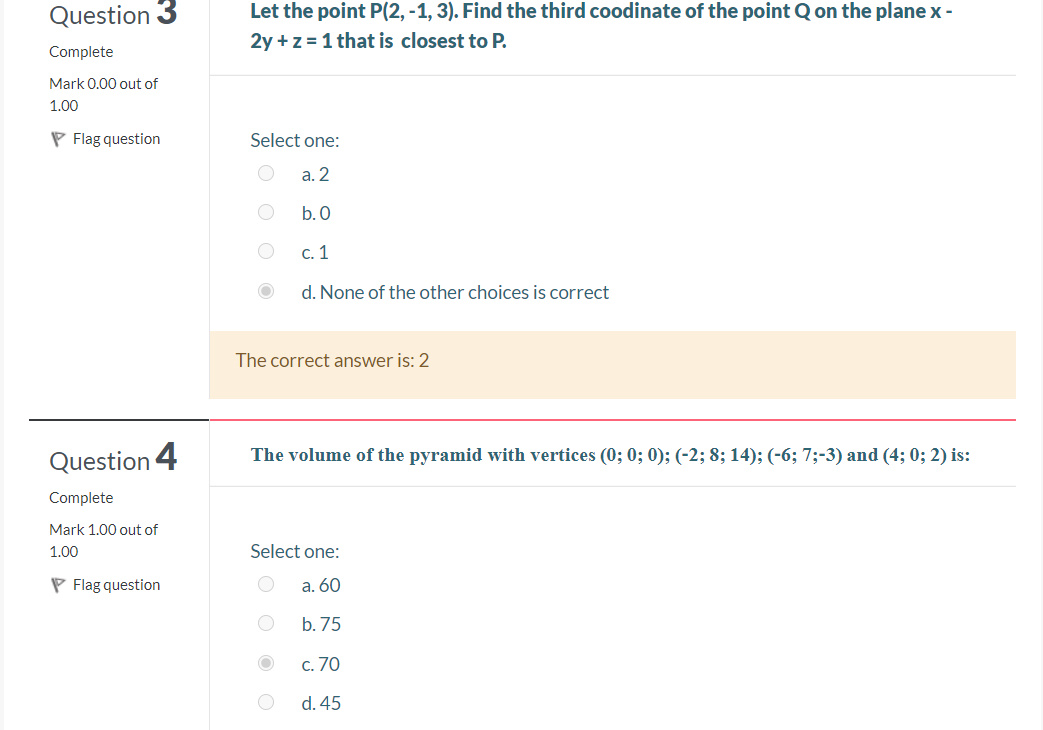 Question 3
Complete
Mark 0.00 out of
1.00
Flag question
Let the point P(2, -1, 3). Find the third coodinate of the point Q on the plane x -
2y + z = 1 that is closest to P.
Select one:
a. 2
b. 0
c. 1
d. None of the other choices is correct
The correct answer is: 2
Question 4
Complete
Mark 1.00 out of
1.00
Flag question
The volume of the pyramid with vertices (0; 0; 0); (-2; 8; 14); (-6; 7;-3) and (4; 0; 2) is:
Select one:
a. 60
b. 75
c. 70
d. 45